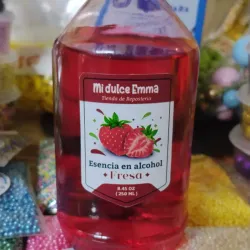 Mi dulce Emma
Tienda de Repostería
Esencia en alcohol
Fresa
8.45 OZ
( 250 ML )